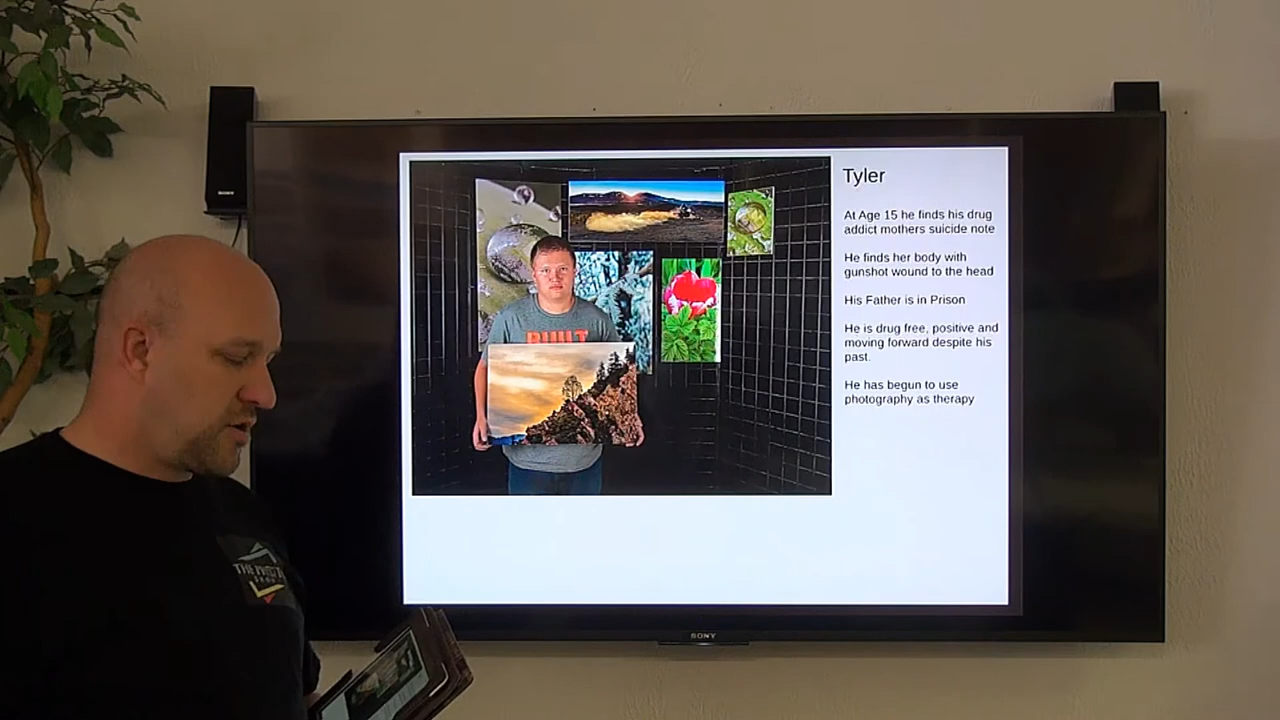 Tyler
At Age 15 he finds his drug
addict mothers suicide note
He finds her body with
gunshot wound to the head
His Father is in Prison
He is drug free, positive and
moving forward despite his
past.
He has begun to use
photography as therapy
BUILT
SONY
SONY
THE